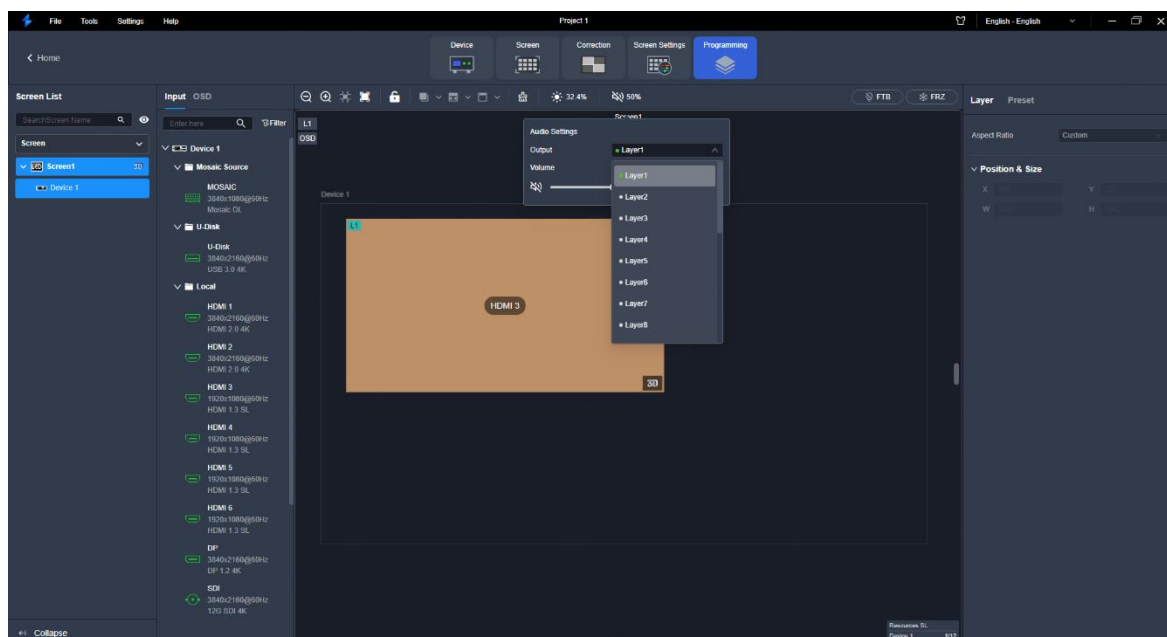 File Tools Settings Help Project 1 English - English
Home
Device Screen Correction Screen Settings Programming
Screen List
SearchScreen Name
Screen
Screen1 3D
Device 1
Collapse
Input OSD
Enter here Filter
Device 1
Mosaic Source
MOSAIC
3840x1080@60Hz
Mosaic DL
U-Disk
U-Disk
3840x2160@60Hz
USB 3.0 4K
Local
HDMI 1
3840x2160@60Hz
HDMI 2.0 4K
HDMI 2
3840x2160@60Hz
HDMI 2.0 4K
HDMI 3
1920x1080@60Hz
HDMI 1.3 SL
HDMI 4
1920x1080@60Hz
HDMI 1.3 SL
HDMI 5
1920x1080@60Hz
HDMI 1.3 SL
HDMI 6
1920x1080@60Hz
HDMI 1.3 SL
DP
3840x2160@60Hz
DP 1.2 4K
SDI
3840x2160@60Hz
12G SDI 4K
32.4% 50% FTB FRZ
L1
OSD
Screen1
Audio Settings
Output Layer1
Volume
Layer1
Layer2
Layer3
Layer4
Layer5
Layer6
Layer7
Layer8
Device 1
L1
HDMI 3
3D
Resources SL
Device 1 1/12
Layer Preset
Aspect Ratio Custom
Position & Size
X Y
W H